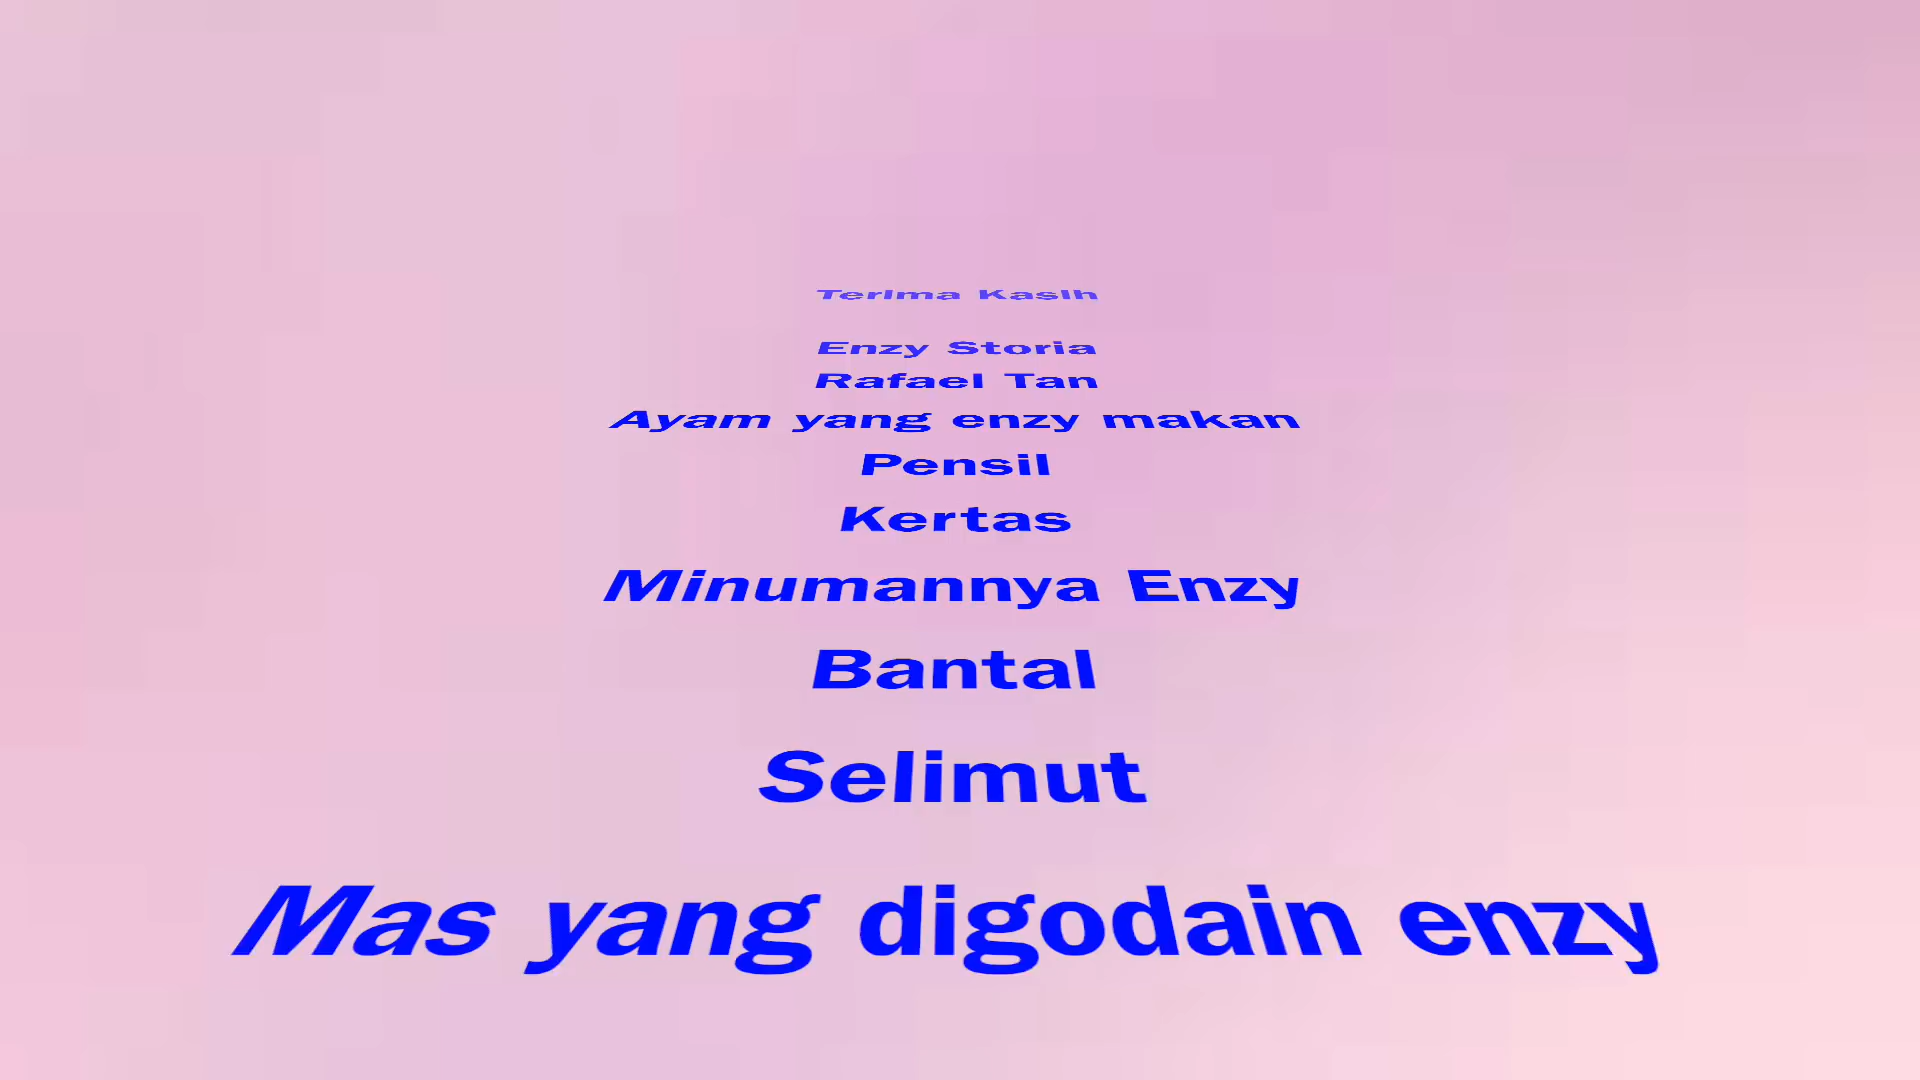 Terima Kasih
Enzy Storia
Rafael Tan
Ayam yang enzy makan
Pensil
Kertas
Minumannya Enzy
Bantal
Selimut
Mas yang digodain enzy